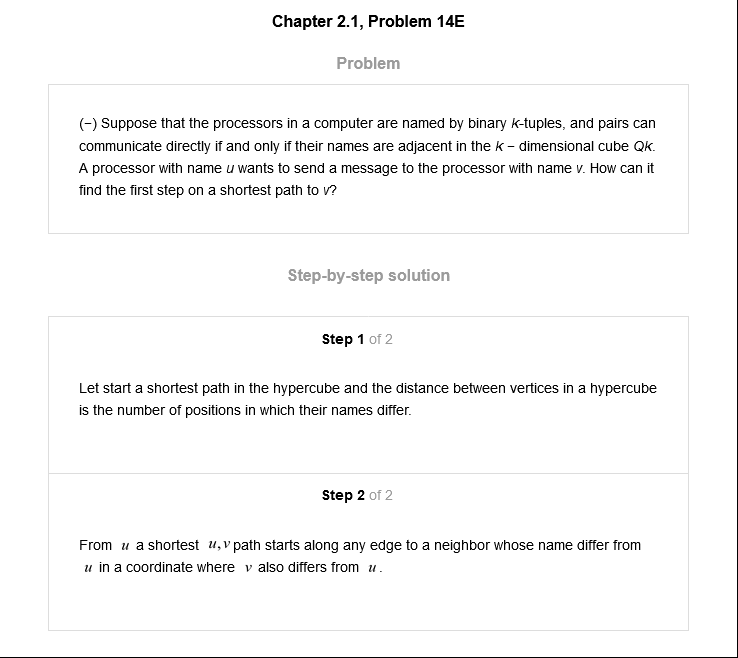 Chapter 2.1, Problem 14E
Problem
(−) Suppose that the processors in a computer are named by binary k-tuples, and pairs can
communicate directly if and only if their names are adjacent in the k − dimensional cube Qk.
A processor with name u wants to send a message to the processor with name v. How can it
find the first step on a shortest path to v?
Step-by-step solution
Step 1 of 2
Let start a shortest path in the hypercube and the distance between vertices in a hypercube
is the number of positions in which their names differ.
Step 2 of 2
From u a shortest u,v path starts along any edge to a neighbor whose name differ from
u in a coordinate where v also differs from u.